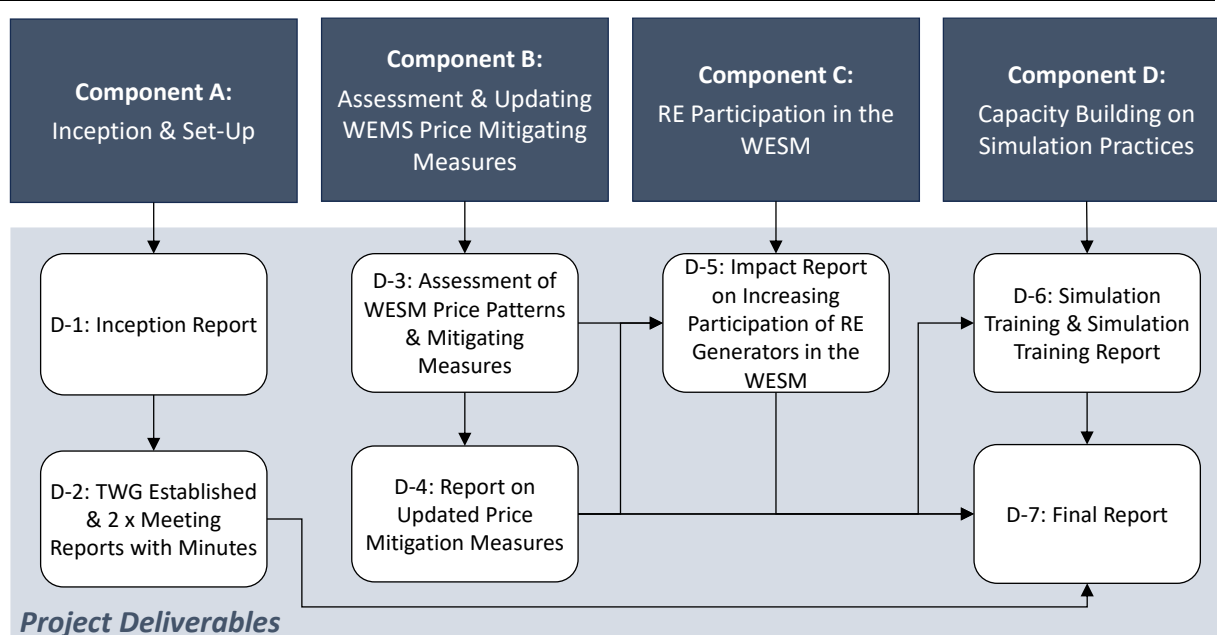 Component A:
Inception & Set-Up
Component B:
Assessment & Updating
WEMS Price Mitigating
Measures
Component C:
RE Participation in the
WESM
Component D:
Capacity Building on
Simulation Practices
D-1: Inception Report
D-2: TWG Established
& 2 x Meeting
Reports with Minutes
D-3: Assessment of
WESM Price Patterns
& Mitigating
Measures
D-4: Report on
Updated Price
Mitigation Measures
D-5: Impact Report
on Increasing
Participation of RE
Generators in the
WESM
D-6: Simulation
Training & Simulation
Training Report
D-7: Final Report
Project Deliverables